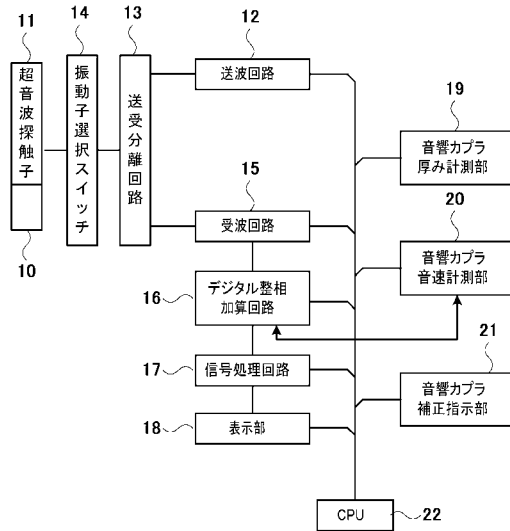 11
14
13
12
超音波探触子
振動子選択スイッチ
送受分離回路
送波回路
19
音響カプラ
厚み計測部
15
受波回路
10
20
音響カプラ
音速計測部
16
デジタル整相
加算回路
21
17
信号処理回路
音響カプラ
補正指示部
18
表示部
CPU
22